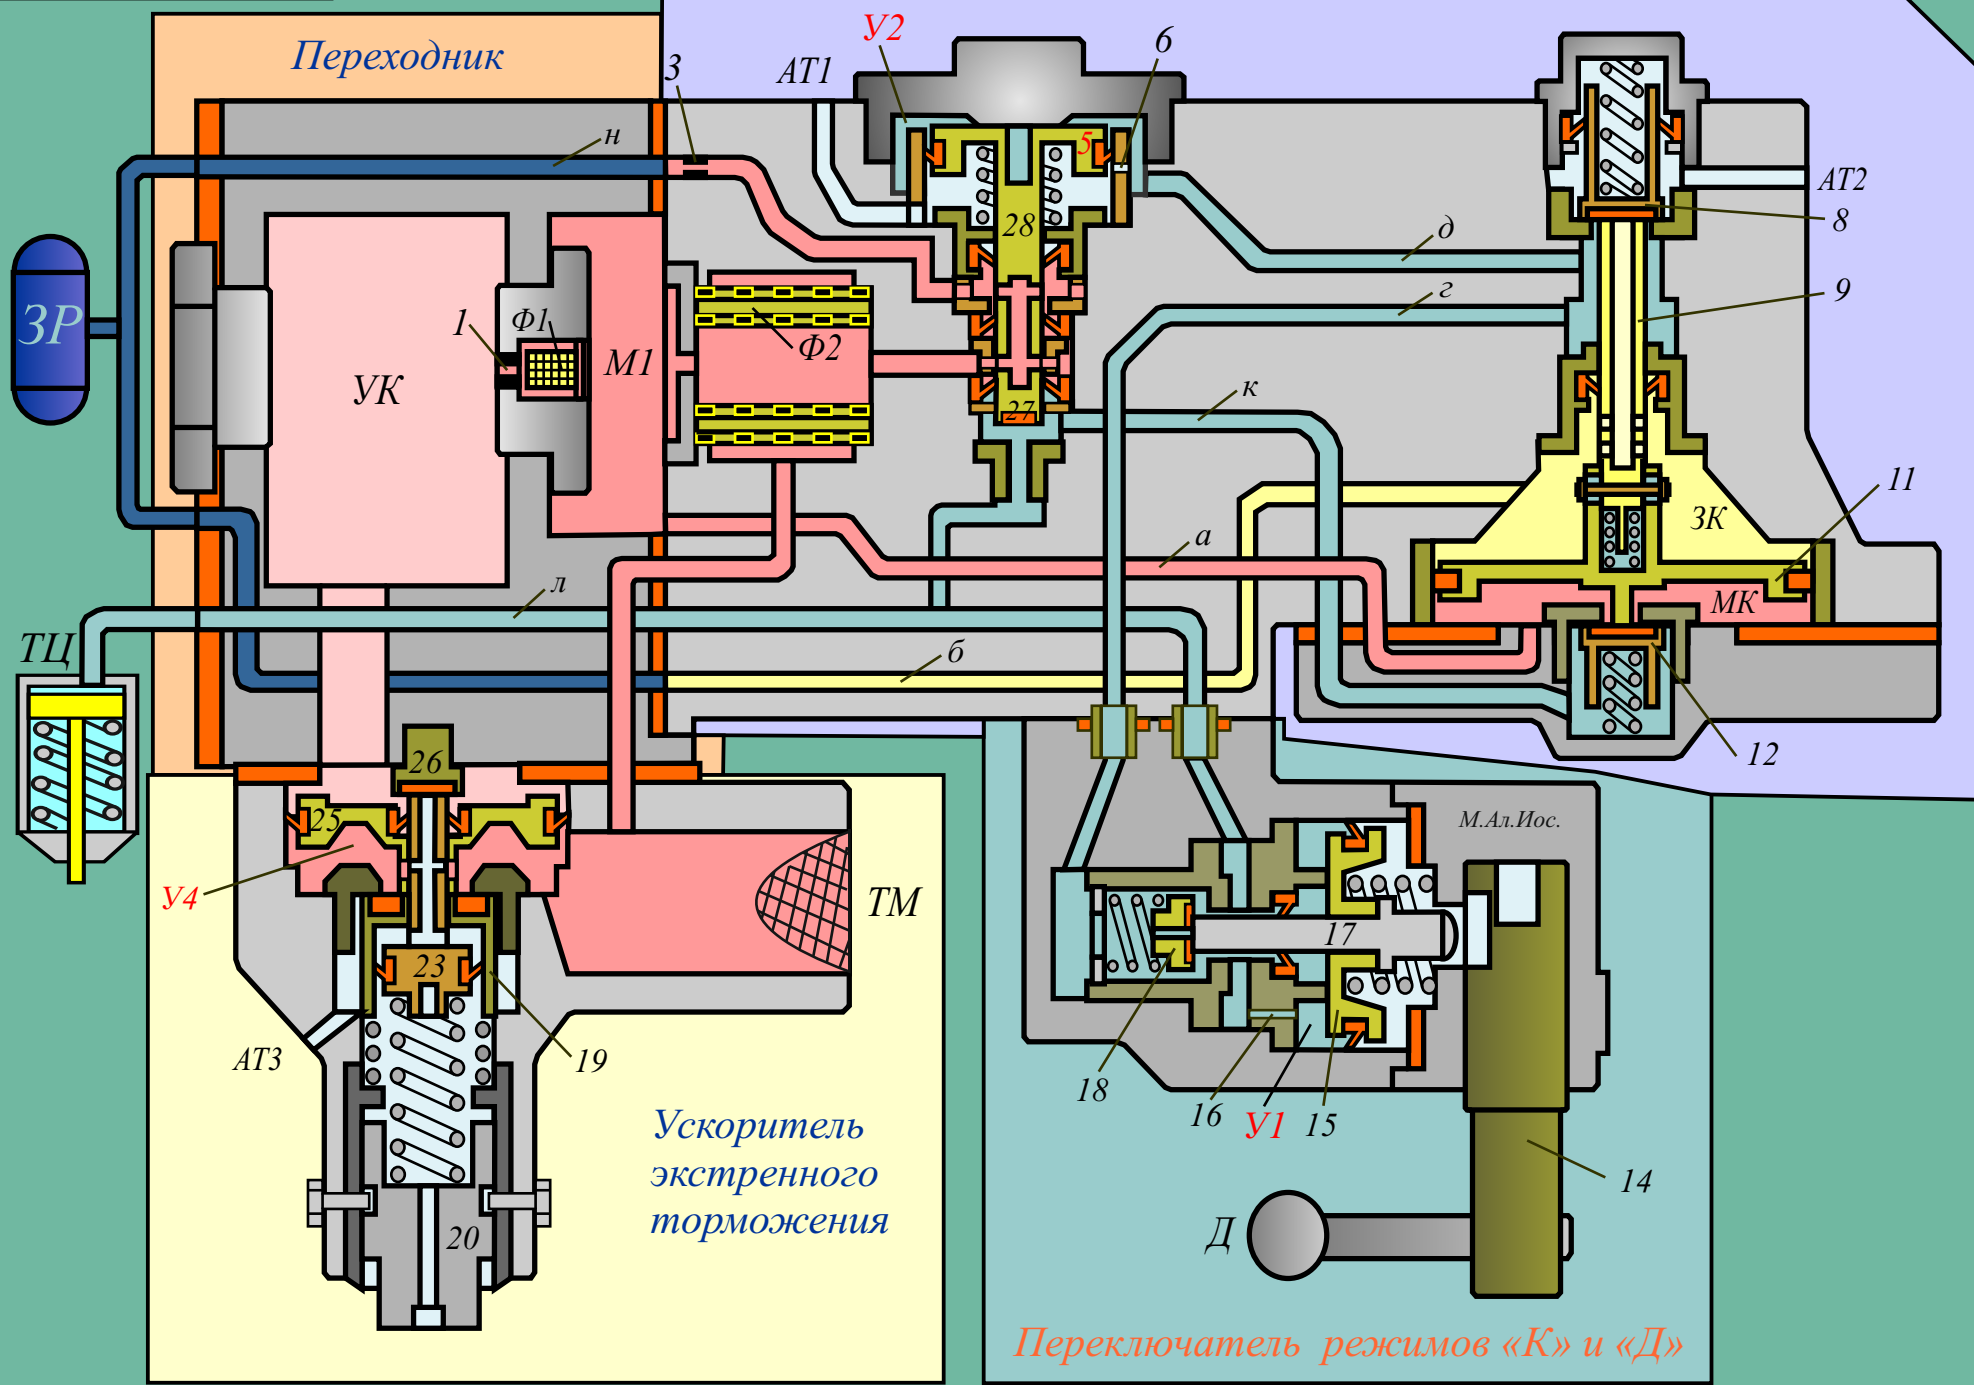 Переходник
У2
6
3
АТ1
н
5
АТ2
8
28
д
г
9
ЗР
1
Ф1
М1
Ф2
УК
к
27
11
ЗК
а
л
МК
ТЦ
б
12
26
25
М.Ал.Иос.
У4
ТМ
17
23
19
АТ3
18
16
У1
15
Ускоритель
экстренного
торможения
14
20
Д
Переключатель режимов «К» и «Д»